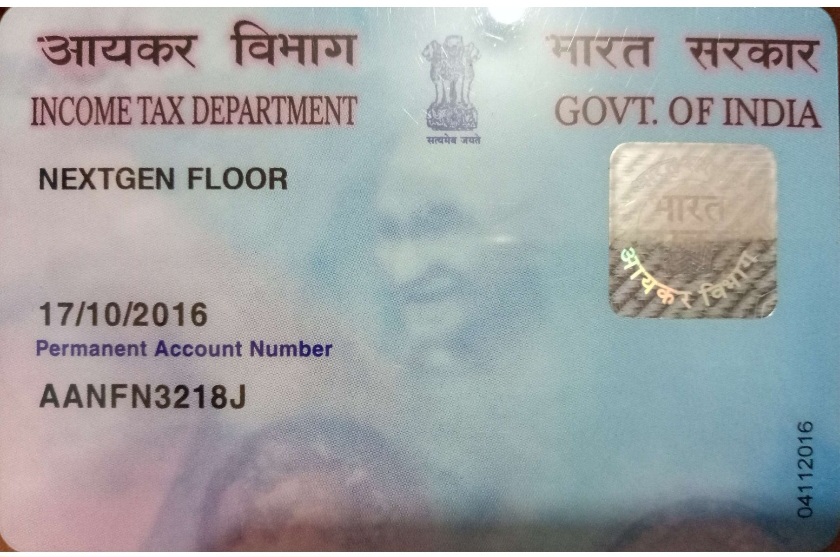 आयकर विभाग
INCOME TAX DEPARTMENT
सत्यमेव जयते
भारत सरकार
GOVT. OF INDIA
NEXTGEN FLOOR
भारत
आयकर विभाग
17/10/2016
Permanent Account Number
AANFN3218J
04112016